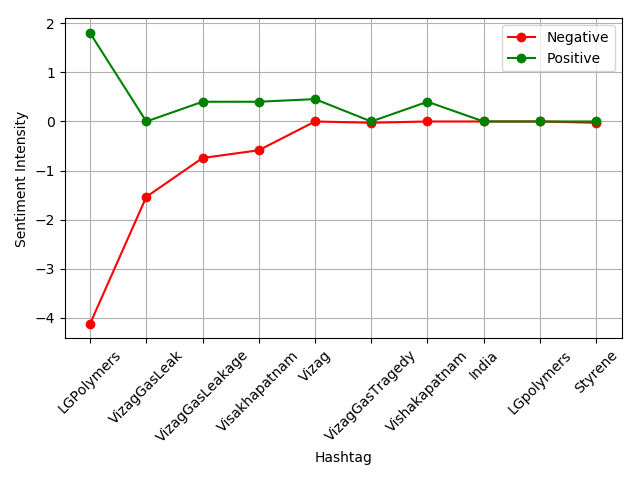 2
1
0
−1
−2
−3
−4
Sentiment Intensity
Negative
Positive
LGPolymers
VizagGasLeak
VizagGasLeakage
Visakhapatnam
Vizag
VizagGasTragedy
Vishakapatnam
India
LGpolymers
Styrene
Hashtag